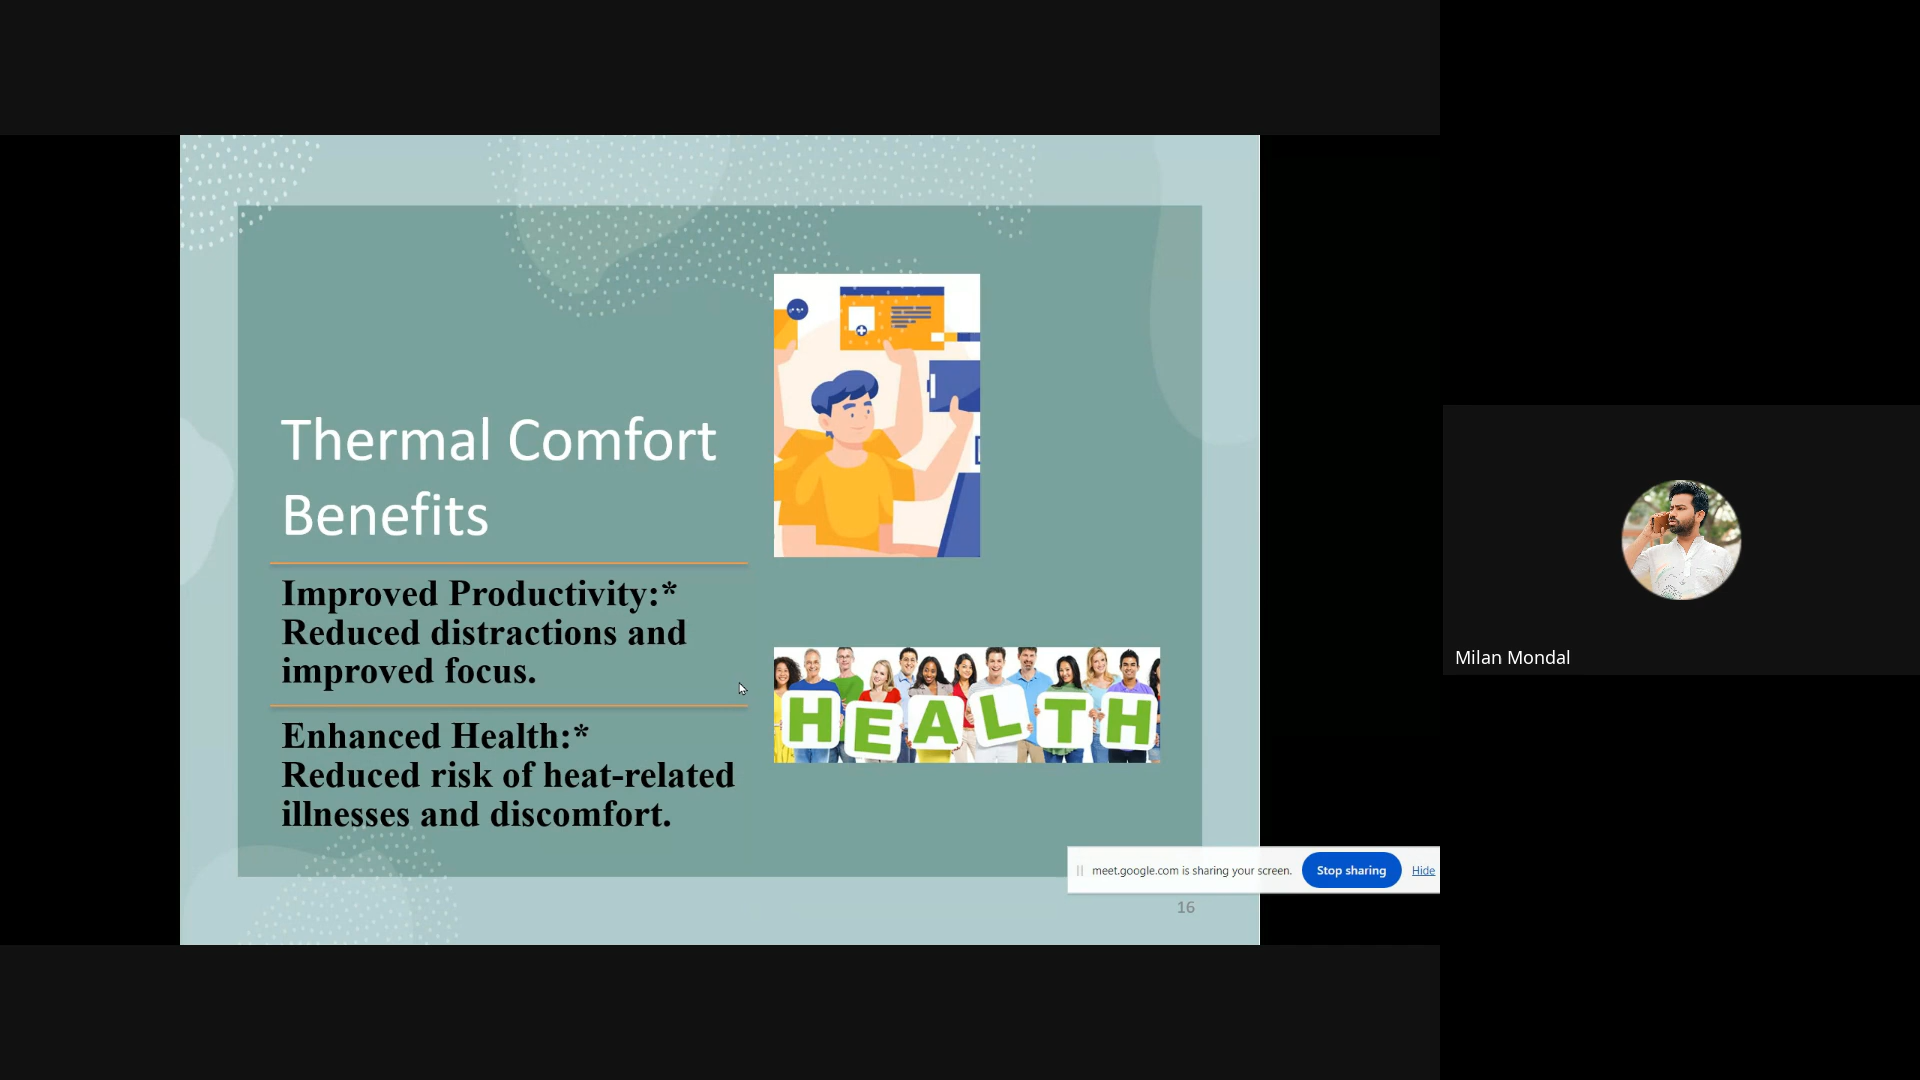 Thermal Comfort
Benefits
Improved Productivity:*
Reduced distractions and
improved focus.
Enhanced Health:*
Reduced risk of heat-related
illnesses and discomfort.
HEALTH
meet.google.com is sharing your screen.
Stop sharing
Hide
16
Milan Mondal